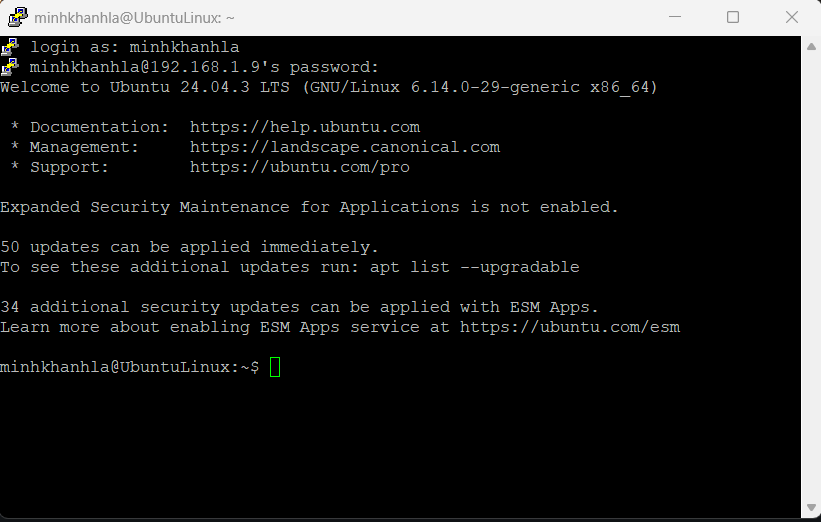 minhkhanhla@UbuntuLinux: ~
login as: minhkhanhla
minhkhanhla@192.168.1.9's password:
Welcome to Ubuntu 24.04.3 LTS (GNU/Linux 6.14.0-29-generic x86_64)
* Documentation:  https://help.ubuntu.com
* Management:     https://landscape.canonical.com
* Support:        https://ubuntu.com/pro
Expanded Security Maintenance for Applications is not enabled.
50 updates can be applied immediately.
To see these additional updates run: apt list --upgradable
34 additional security updates can be applied with ESM Apps.
Learn more about enabling ESM Apps service at https://ubuntu.com/esm
minhkhanhla@UbuntuLinux:~$